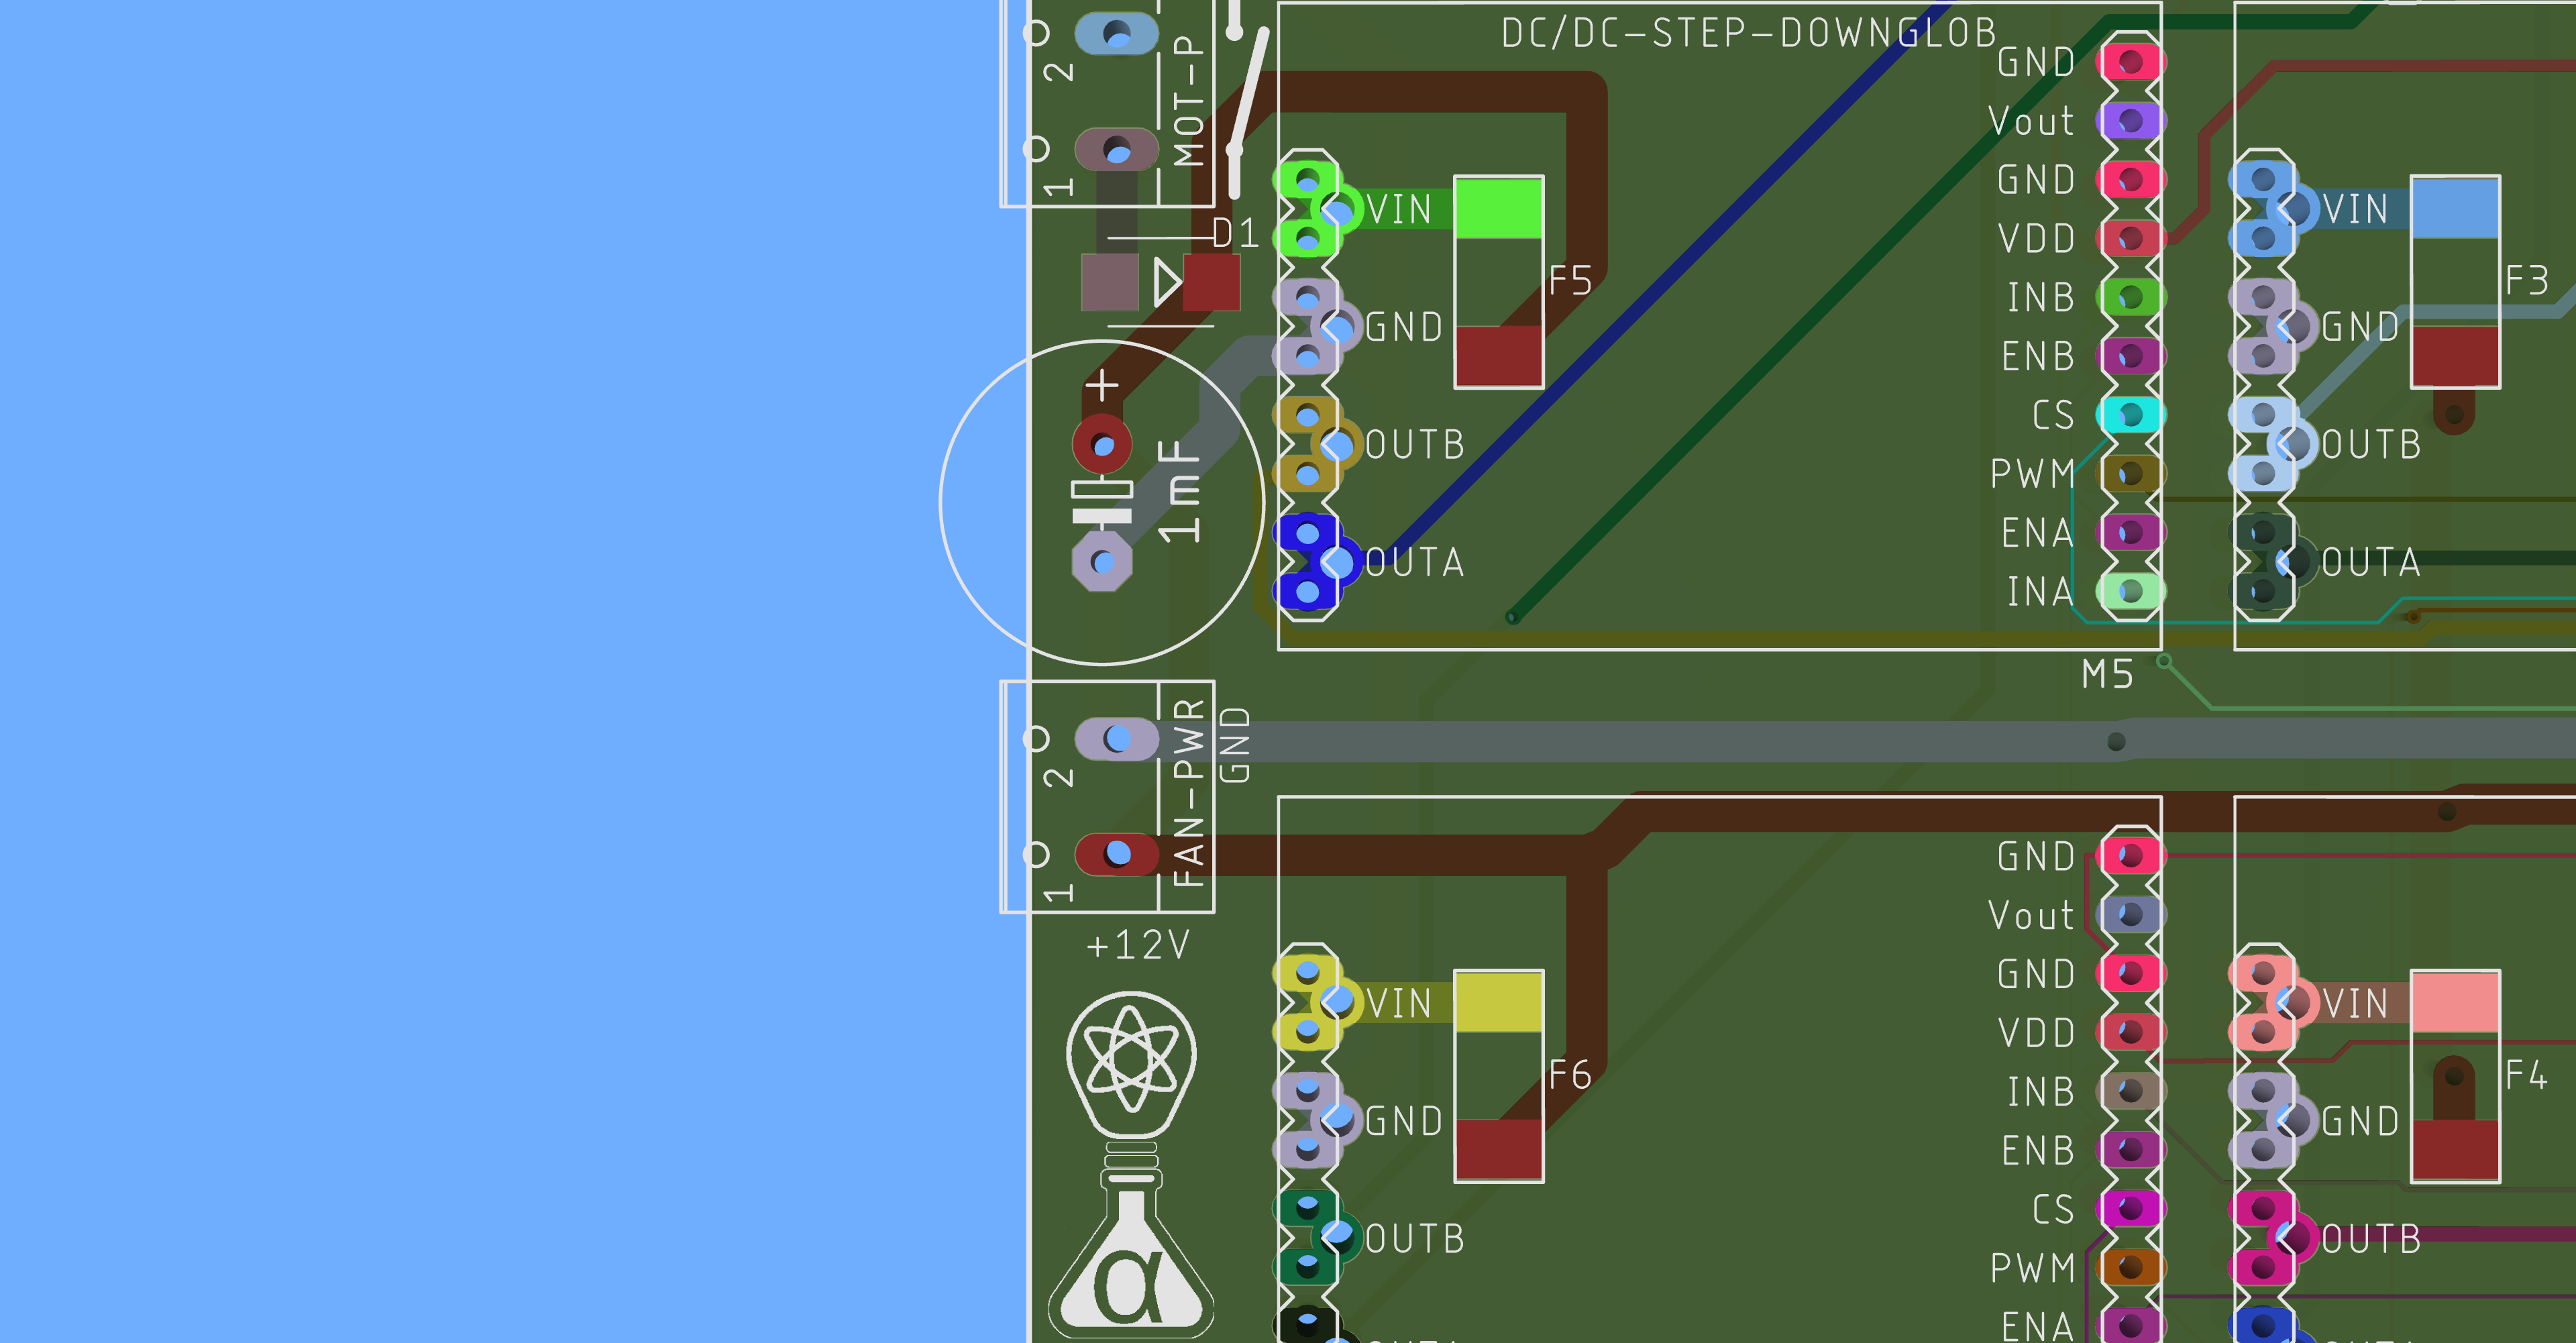 DC/DC-STEP-DOWNGLOB
2
1
MOT-P
D1
+
1mF
VIN
GND
OUTB
OUTA
F5
GND
Vout
GND
VDD
INB
ENB
CS
PWM
ENA
INA
M5
VIN
GND
OUTB
OUTA
F3
2
1
FAN-PWR
GND
+12V
α
VIN
GND
OUTB
F6
GND
Vout
GND
VDD
INB
ENB
CS
PWM
ENA
VIN
GND
OUTB
F4